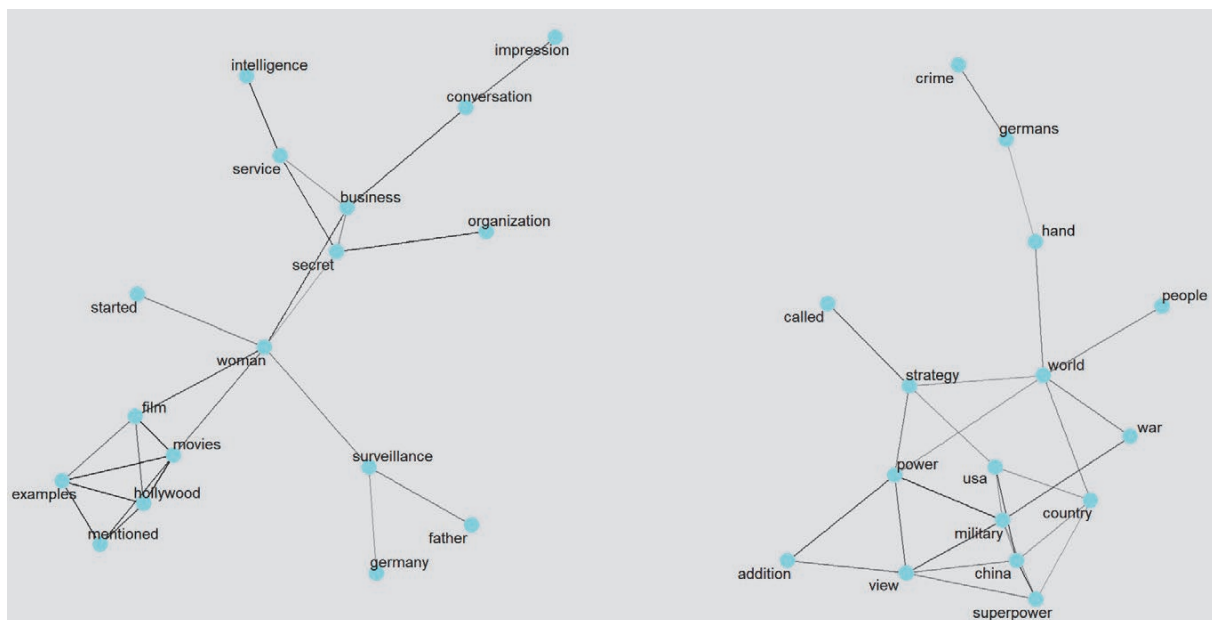 impression
intelligence
conversation
service
business
organization
secret
started
woman
film
movies
surveillance
examples
hollywood
mentioned
father
germany
crime
germans
hand
people
called
strategy
world
war
power
usa
country
military
addition
view
china
superpower